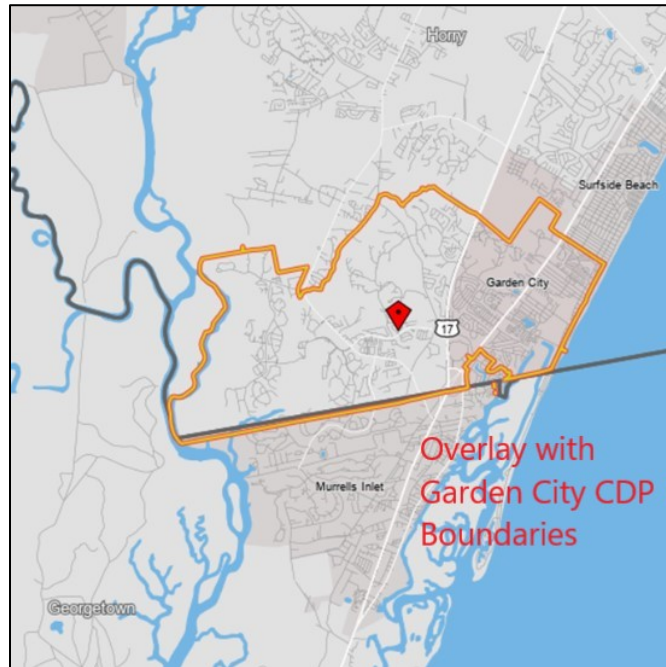 Horry
Surfside Beach
Garden City
17
Murrells Inlet
Overlay with
Garden City CDP
Boundaries
Georgetown